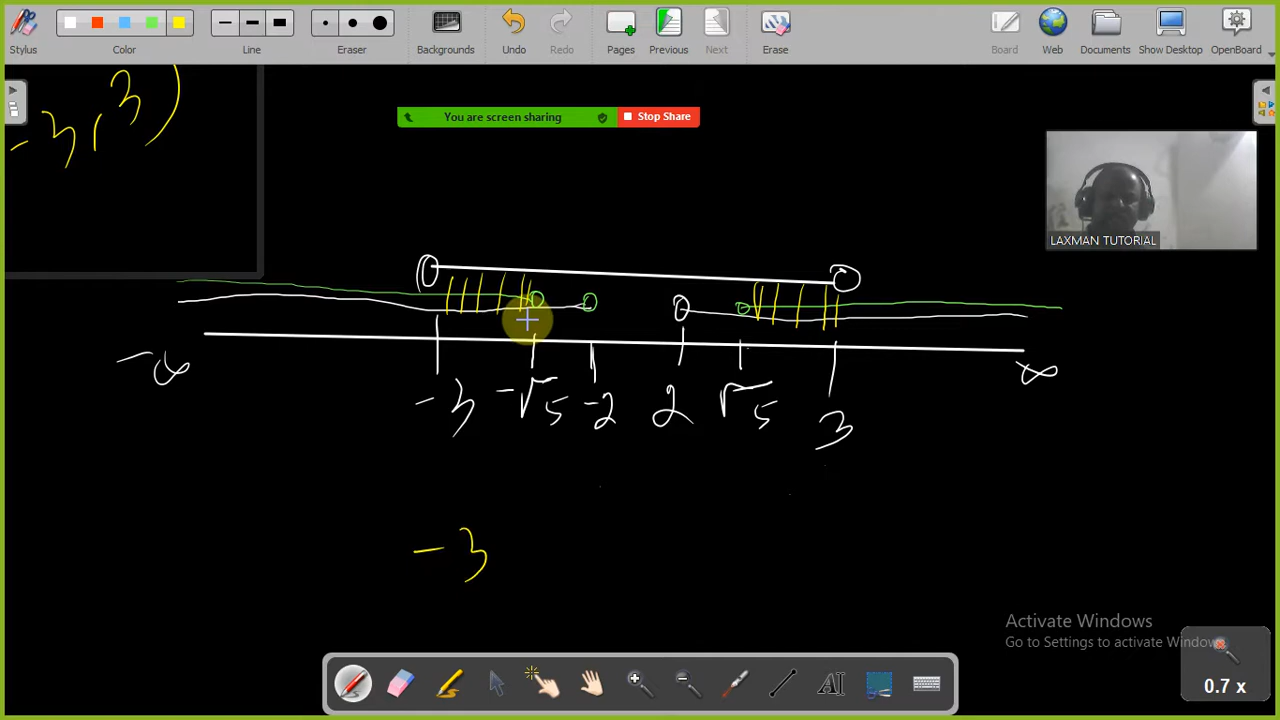 Stylus Color Line Eraser Backgrounds Undo Redo Pages Previous Next Erase Board Web Documents Show Desktop OpenBoard
You are screen sharing Stop Share
-3, 3)
LAXMAN TUTORIAL
-∞ -3 -√5 -2 2 √5 3 ∞
-3
Activate Windows
Go to Settings to activate Windows.
0.7 x